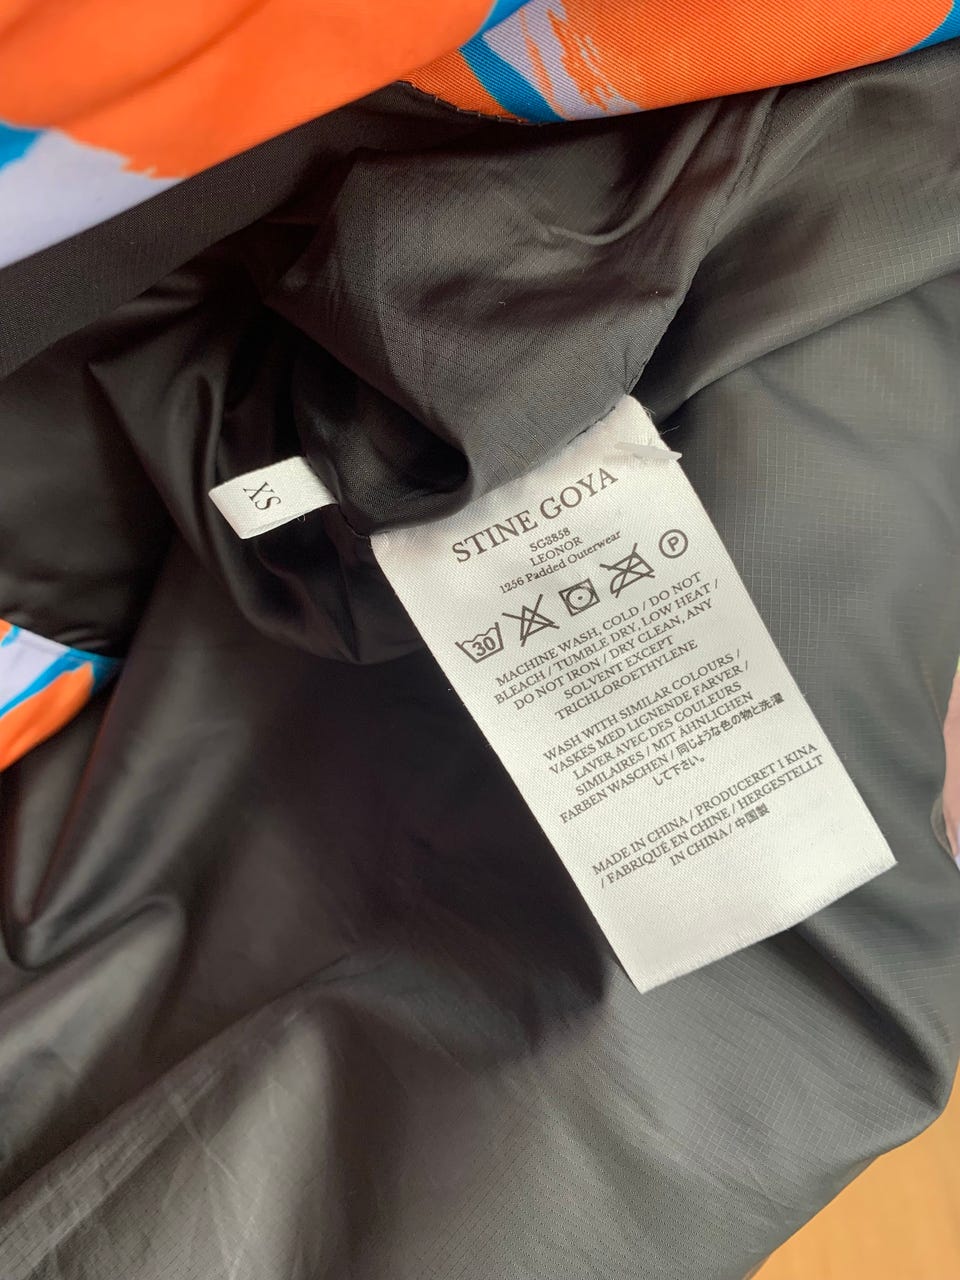 XS
STINE GOYA
SG3858
LEONOR
1256 Padded Outerwear
30
P
MACHINE WASH, COLD / DO NOT
BLEACH / TUMBLE DRY, LOW HEAT /
DO NOT IRON / DRY CLEAN, ANY
SOLVENT EXCEPT
TRICHLOROETHYLENE
WASH WITH SIMILAR COLOURS /
VASKES MED LIGNENDE FARVER /
LAVER AVEC DES COULEURS
SIMILAIRES / MIT ÄHNLICHEN
FARBEN WASCHEN / 同じような色の物と洗濯
して下さい。
MADE IN CHINA / PRODUCERET I KINA
/ FABRIQUÉ EN CHINE / HERGESTELLT
IN CHINA / 中国製